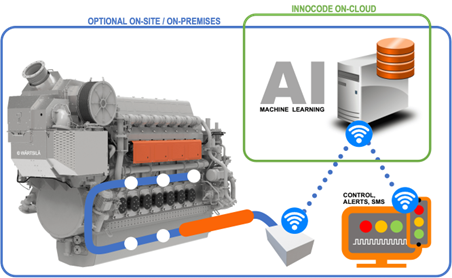 INNOCODE ON-CLOUD
OPTIONAL ON-SITE / ON-PREMISES
AI
MACHINE LEARNING
WÄRTSILÄ
CONTROL,
ALERTS, SMS